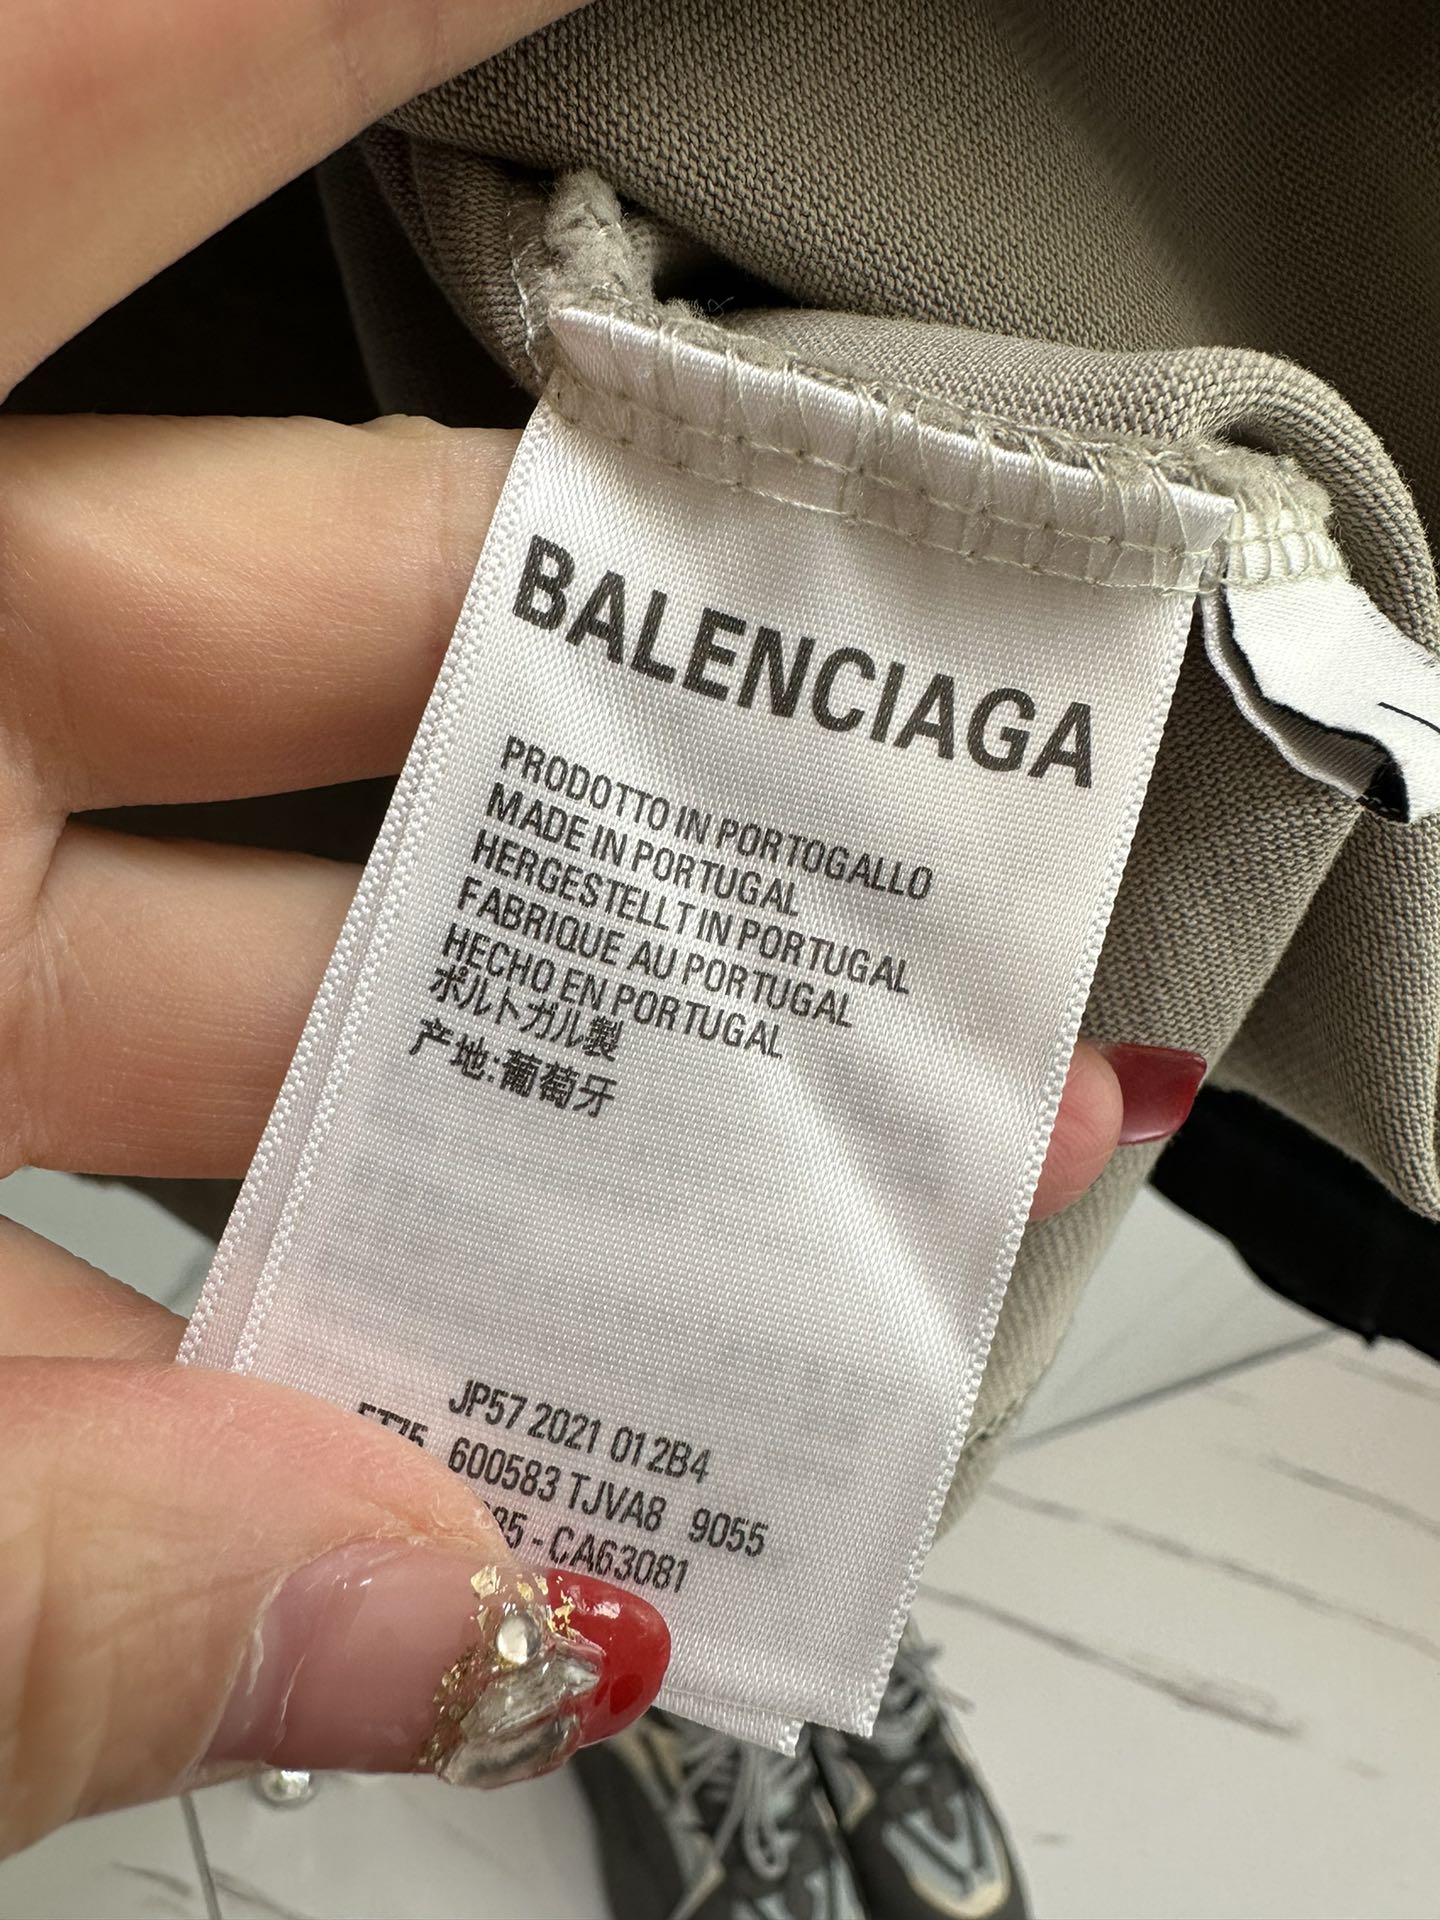 BALENCIAGA
PRODOTTO IN PORTOGALLO
MADE IN PORTUGAL
HERGESTELLT IN PORTUGAL
FABRIQUE AU PORTUGAL
HECHO EN PORTUGAL
ポルトガル製
产地:葡萄牙
JP57 2021 01 2B4
600583 TJVA8 9055
-CA63081